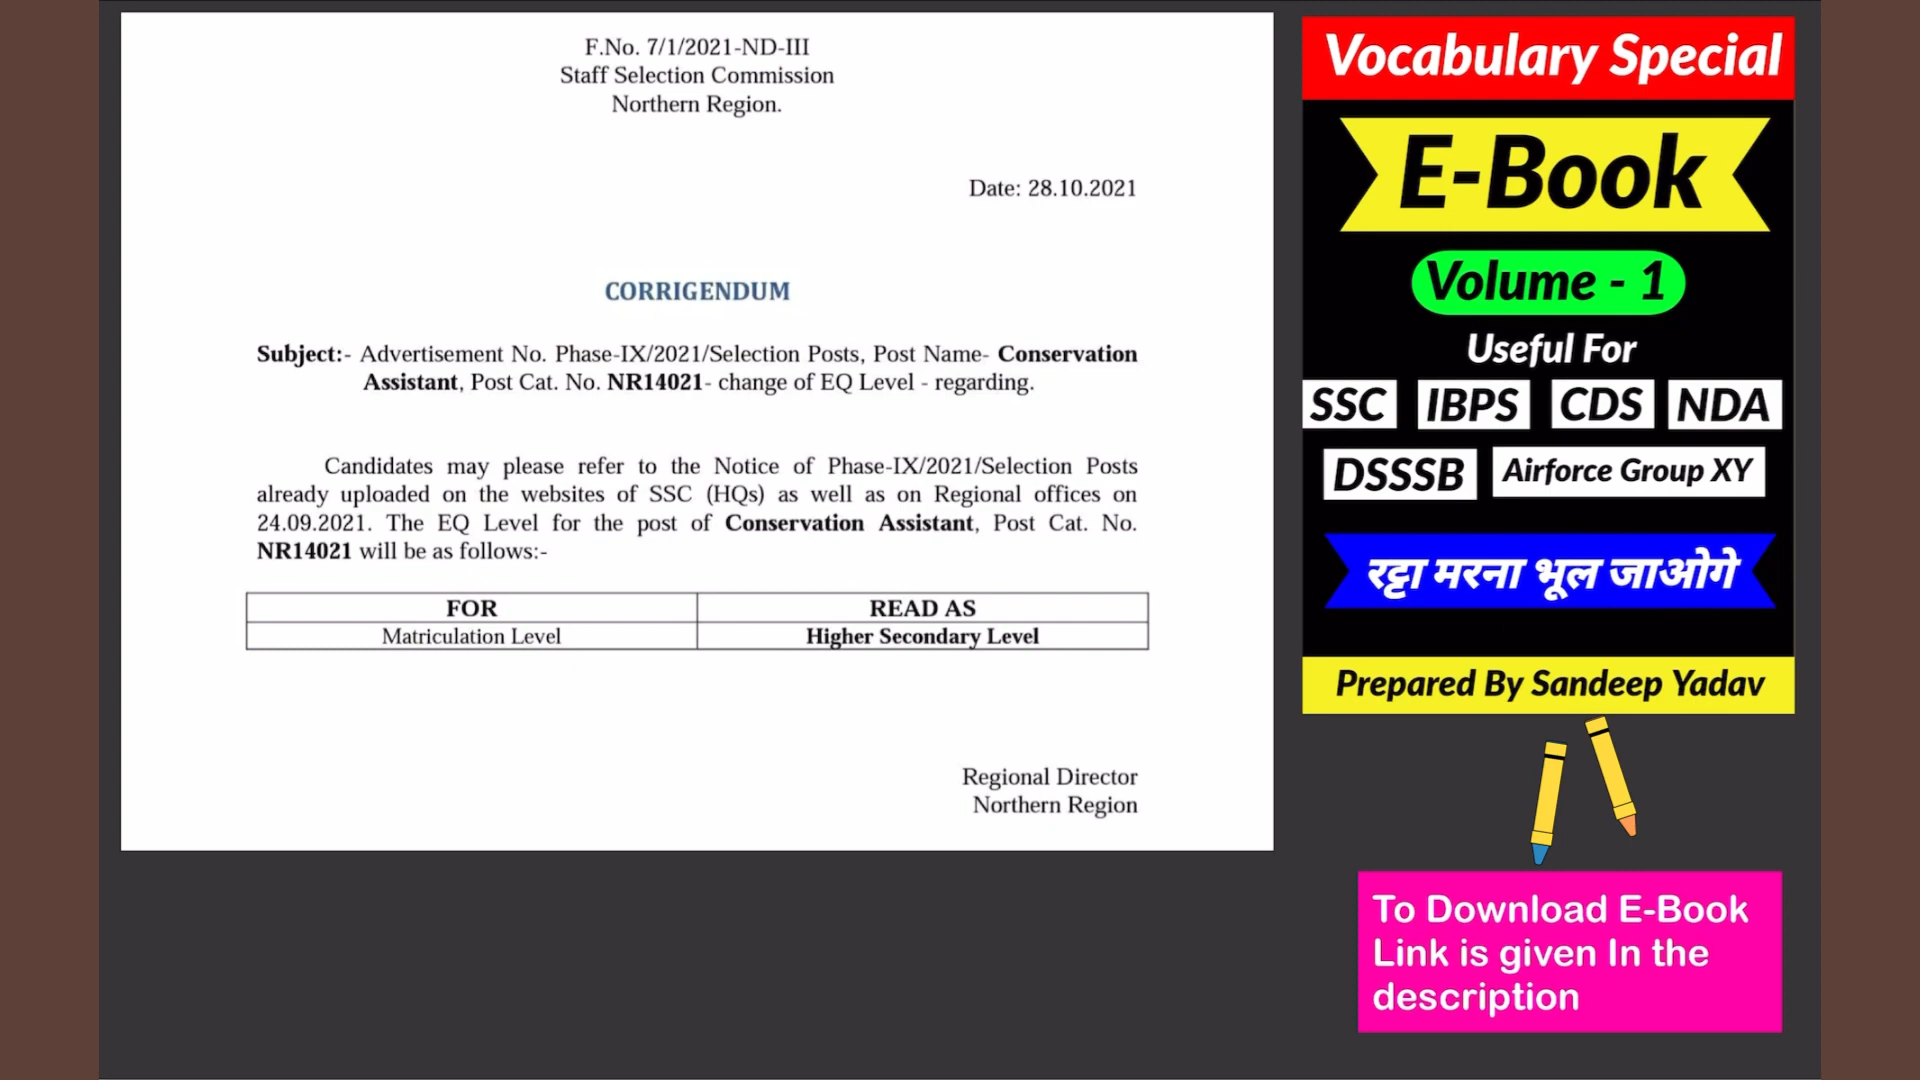 F.No. 7/1/2021-ND-III
Staff Selection Commission
Northern Region.
Date: 28.10.2021
CORRIGENDUM
Subject:- Advertisement No. Phase-IX/2021/Selection Posts, Post Name- Conservation
Assistant, Post Cat. No. NR14021- change of EQ Level - regarding.
Candidates may please refer to the Notice of Phase-IX/2021/Selection Posts
already uploaded on the websites of SSC (HQs) as well as on Regional offices on
24.09.2021. The EQ Level for the post of Conservation Assistant, Post Cat. No.
NR14021 will be as follows:-
FOR READ AS
Matriculation Level Higher Secondary Level
Regional Director
Northern Region
Vocabulary Special
E-Book
Volume - 1
Useful For
SSC IBPS CDS NDA
DSSSB Airforce Group XY
रट्टा मरना भूल जाओगे
Prepared By Sandeep Yadav
To Download E-Book
Link is given In the
description